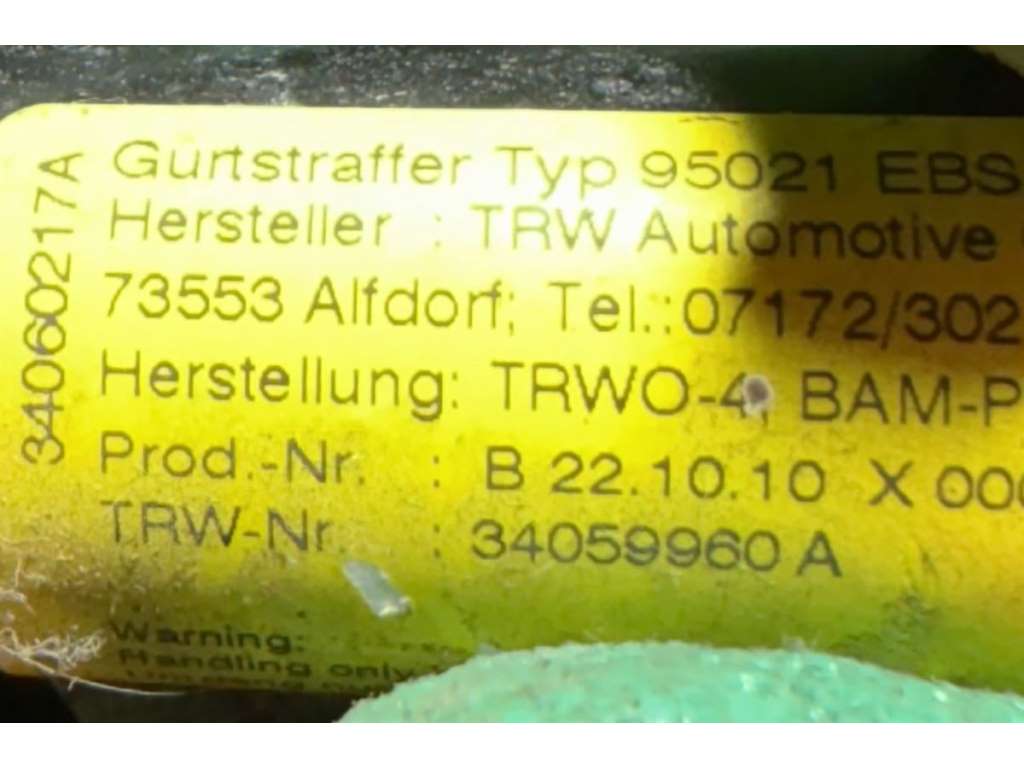 34060217A
Gurtstraffer Typ 95021 EBS
Hersteller : TRW Automotive
73553 Alfdorf; Tel.: 07172/302
Herstellung: TRWO-4, BAM-P
Prod.-Nr. : B 22.10.10 X 000
TRW-Nr. : 34059960 A
Warning:
Handling only